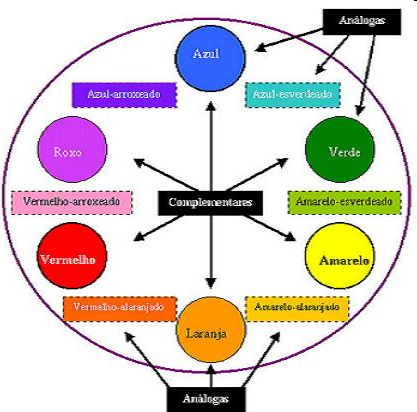 Análogas
Azul
Azul-arroxeado
Azul-esverdeado
Roxo
Verde
Vermelho-arroxeado
Complementares
Amarelo-esverdeado
Vermelho
Amarelo
Vermelho-alaranjado
Amarelo-alaranjado
Laranja
Análogas